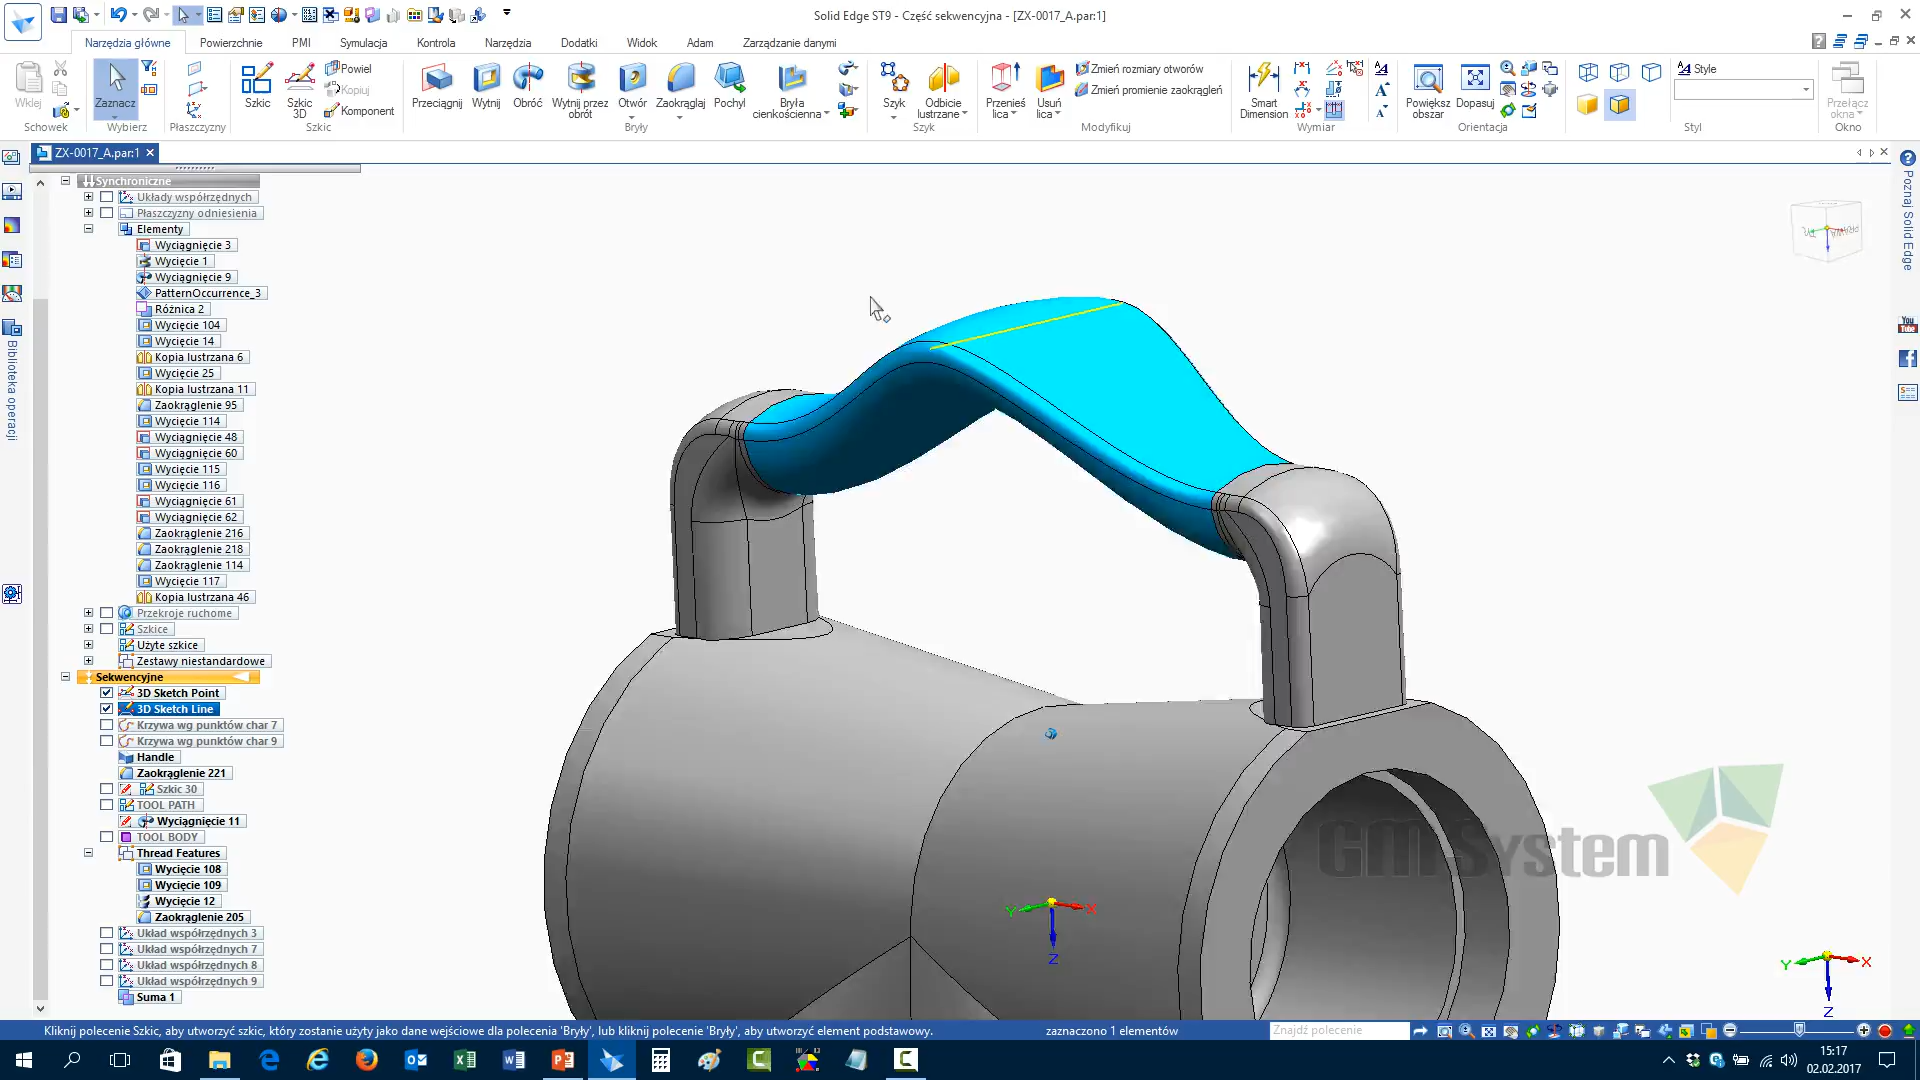 Solid Edge ST9 - Część sekwencyjna - [ZX-0017_A.par:1]
Narzędzia główne
Powierzchnie
PMI
Symulacja
Kontrola
Narzędzia
Dodatki
Widok
Adam
Zarządzanie danymi
Wklej
Schowek
Zaznacz
Wybierz
Płaszczyzny
Szkic
Szkic 3D
Powiel
Kopiuj
Komponent
Szkic
Przeciągnij
Wytnij
Obróć
Wytnij przez obrót
Otwór
Zaokrąglaj
Pochyl
Bryła cienkościenna
Bryły
Szyk
Odbicie lustrzane
Szyk
Przenieś lica
Usuń lica
Zmień rozmiary otworów
Zmień promienie zaokrągleń
Modyfikuj
Smart Dimension
Wymiar
Powiększ obszar
Dopasuj
Orientacja
Style
Styl
Przełącz okna
Okno
ZX-0017_A.par:1
Synchroniczne
Układy współrzędnych
Płaszczyzny odniesienia
Elementy
Wyciągnięcie 3
Wycięcie 1
Wyciągnięcie 9
PatternOccurrence_3
Różnica 2
Wycięcie 104
Wycięcie 14
Kopia lustrzana 6
Wycięcie 25
Kopia lustrzana 11
Zaokrąglenie 95
Wycięcie 114
Wyciągnięcie 48
Wyciągnięcie 60
Wycięcie 115
Wycięcie 116
Wyciągnięcie 61
Wyciągnięcie 62
Zaokrąglenie 216
Zaokrąglenie 218
Zaokrąglenie 114
Wycięcie 117
Kopia lustrzana 46
Przekroje ruchome
Szkice
Użyte szkice
Zestawy niestandardowe
Sekwencyjne
3D Sketch Point
3D Sketch Line
Krzywa wg punktów char 7
Krzywa wg punktów char 9
Handle
Zaokrąglenie 221
Szkic 30
TOOL PATH
Wyciągnięcie 11
TOOL BODY
Thread Features
Wycięcie 108
Wycięcie 109
Wycięcie 12
Zaokrąglenie 205
Układ współrzędnych 3
Układ współrzędnych 7
Układ współrzędnych 8
Układ współrzędnych 9
Suma 1
Biblioteka operacji
Poznaj Solid Edge
You Tube
GM System
Y
X
Z
Y
X
Z
Kliknij polecenie Szkic, aby utworzyć szkic, który zostanie użyty jako dane wejściowe dla polecenia 'Bryły', lub kliknij polecenie 'Bryły', aby utworzyć element podstawowy.
zaznaczono 1 elementów
Znajdź polecenie
15:17
02.02.2017